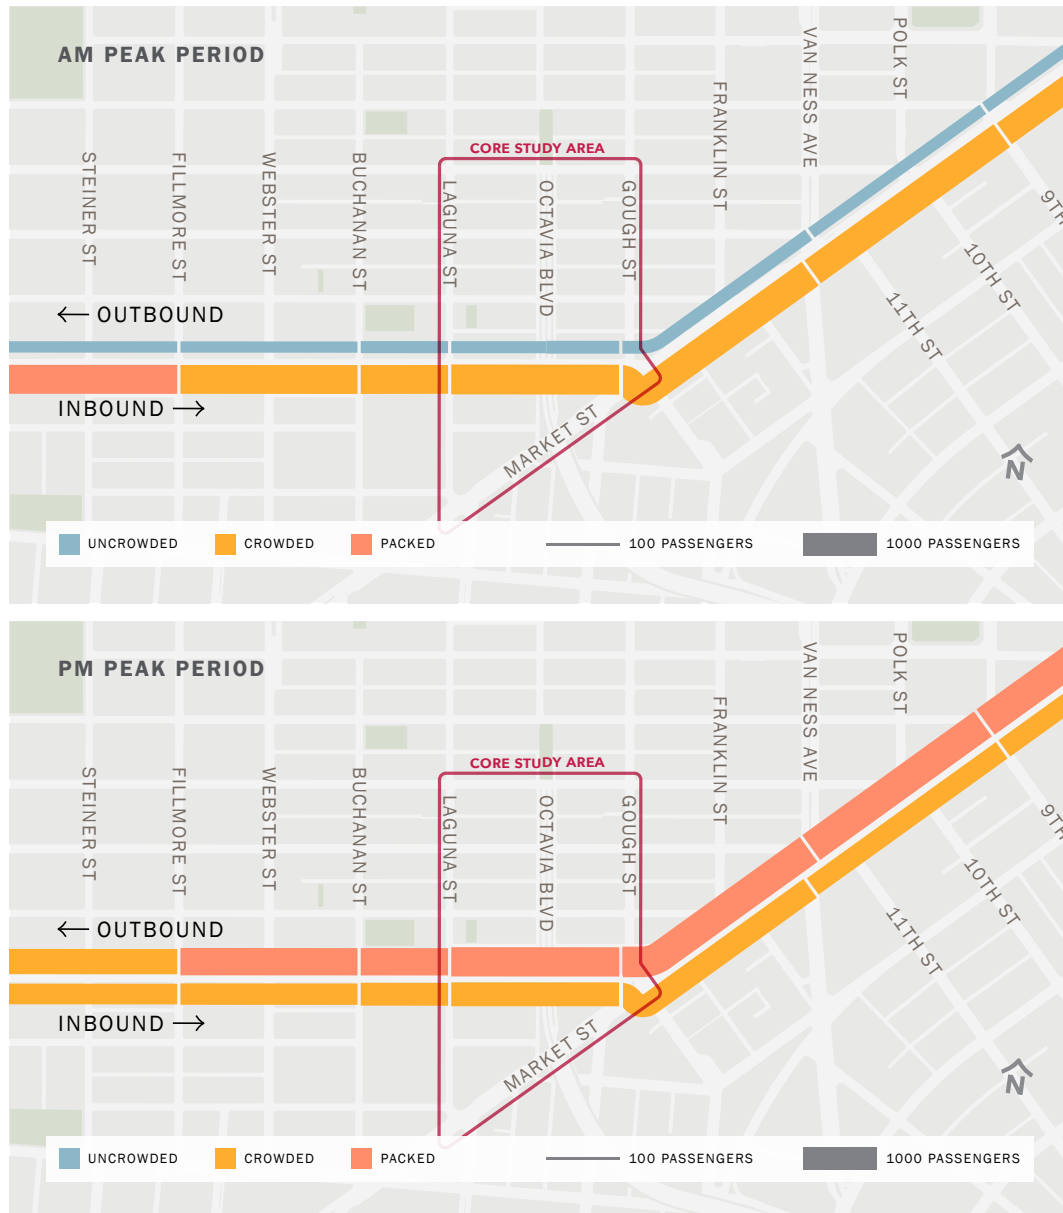 AM PEAK PERIOD
POLK ST
VAN NESS AVE
FRANKLIN ST
CORE STUDY AREA
STEINER ST
FILLMORE ST
WEBSTER ST
BUCHANAN ST
LAGUNA ST
OCTAVIA BLVD
GOUGH ST
9TH
10TH ST
11TH ST
← OUTBOUND
INBOUND →
MARKET ST
N
UNCROWDED
CROWDED
PACKED
100 PASSENGERS
1000 PASSENGERS
PM PEAK PERIOD
POLK ST
VAN NESS AVE
FRANKLIN ST
CORE STUDY AREA
STEINER ST
FILLMORE ST
WEBSTER ST
BUCHANAN ST
LAGUNA ST
OCTAVIA BLVD
GOUGH ST
9TH
10TH ST
11TH ST
← OUTBOUND
INBOUND →
MARKET ST
N
UNCROWDED
CROWDED
PACKED
100 PASSENGERS
1000 PASSENGERS